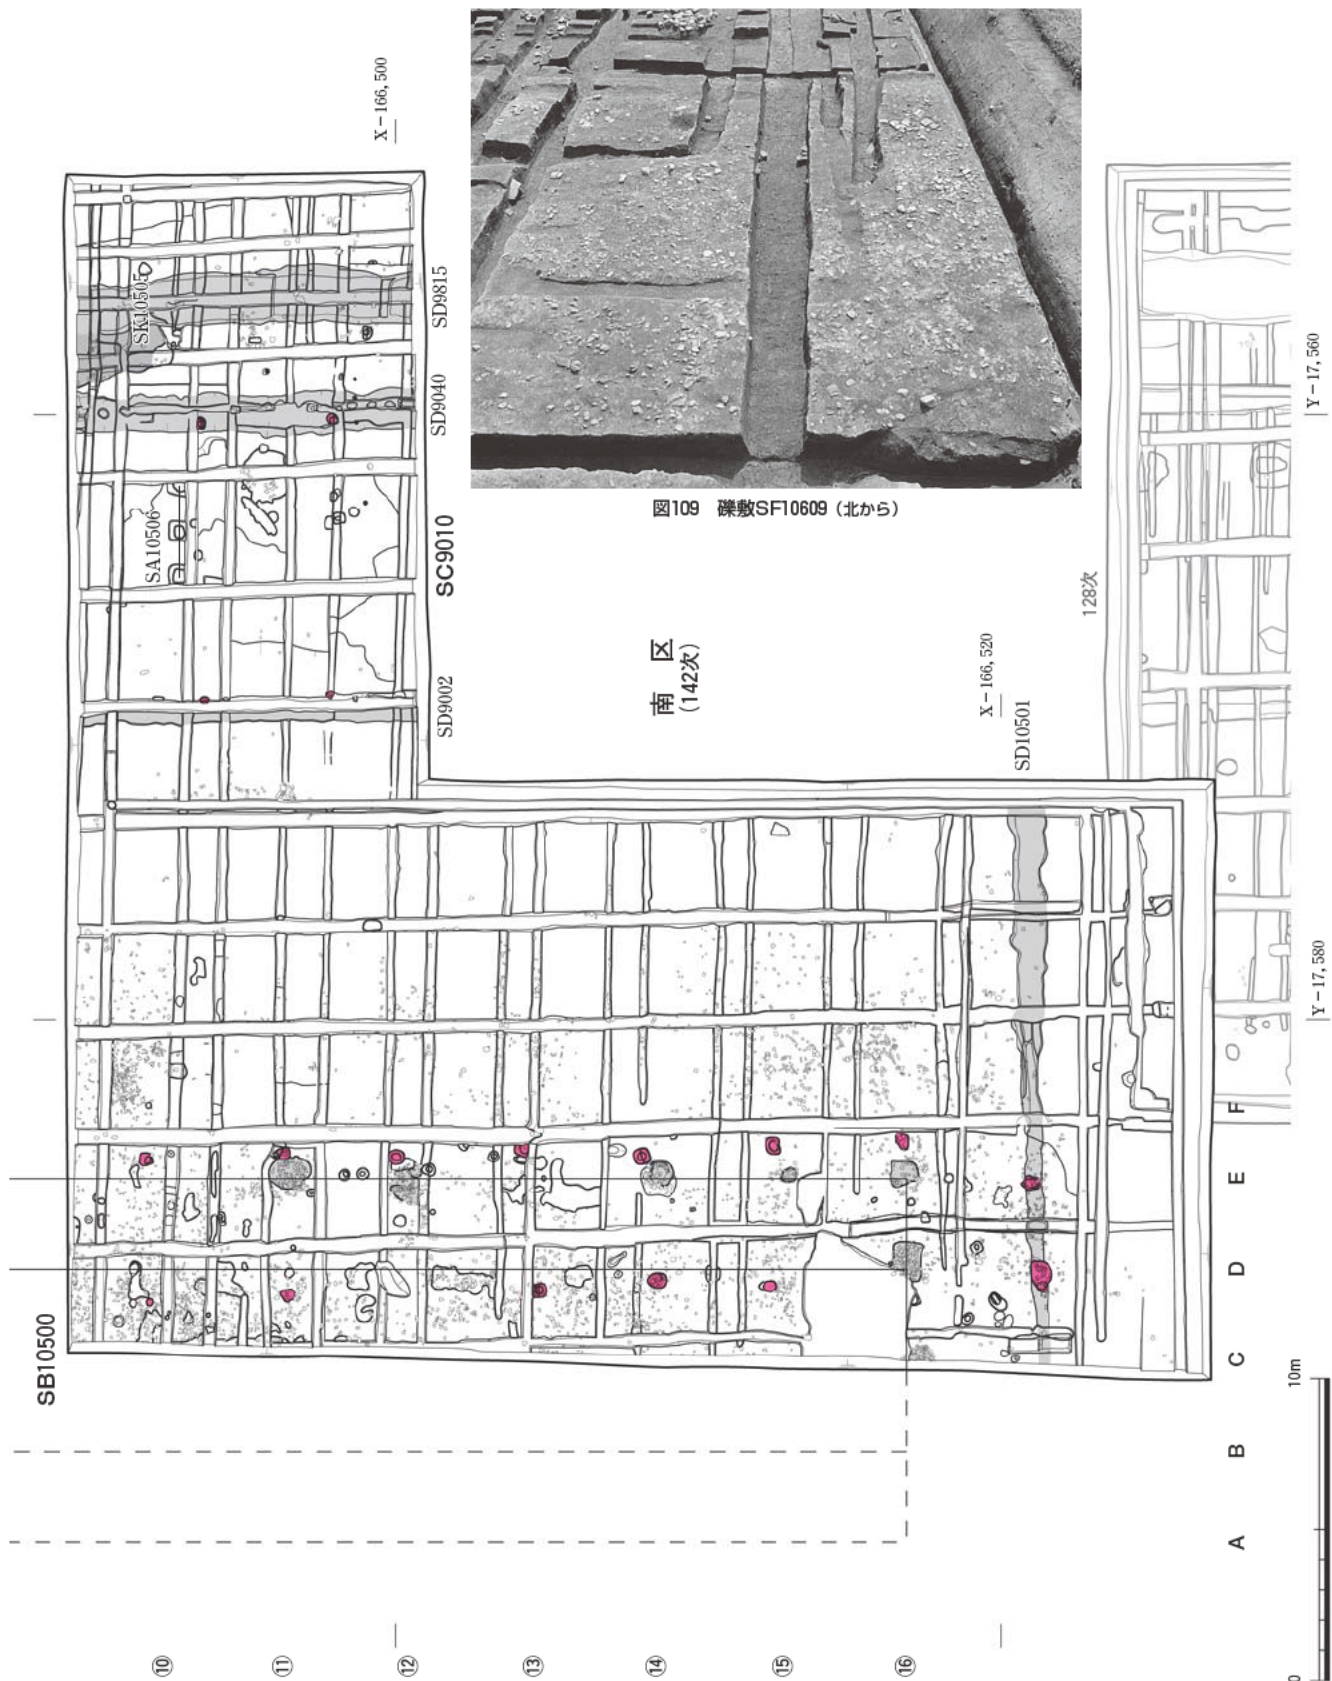 X－166,500
SK10505
SD9815
SD9040
SA10506
SC9010
SD9002
図109　礫敷SF10609（北から）
128次
Y－17,560
南　区
(142次)
X－166,520
SD10501
Y－17,580
F
E
D
C
B
A
SB10500
10m
0
⑩
⑪
⑫
⑬
⑭
⑮
⑯